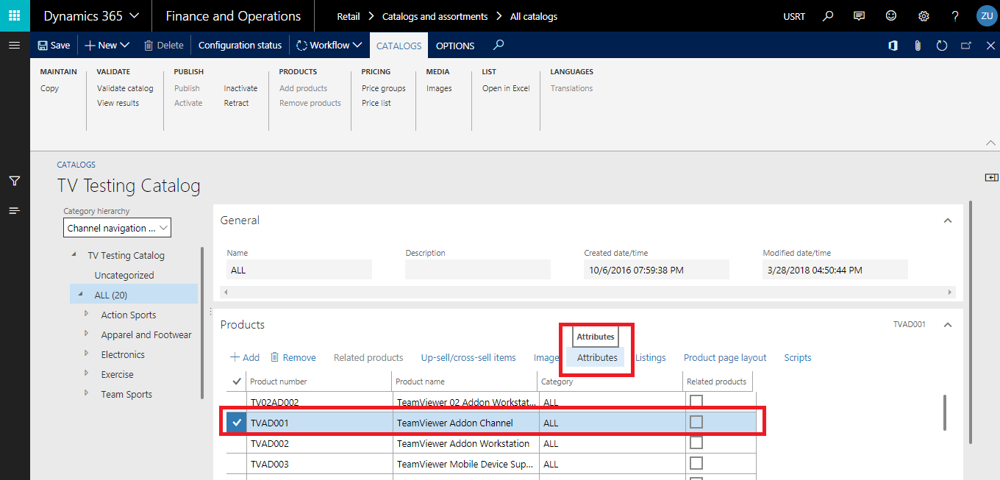 Dynamics 365 Finance and Operations Retail Catalogs and assortments All catalogs USRT ? ZU
Save New Delete Configuration status Workflow CATALOGS OPTIONS
MAINTAIN VALIDATE PUBLISH PRODUCTS PRICING MEDIA LIST LANGUAGES
Copy Validate catalog Publish Inactivate Add products Price groups Images Open in Excel Translations
View results Activate Retract Remove products Price list
CATALOGS
TV Testing Catalog
Category hierarchy
Channel navigation ...
TV Testing Catalog
Uncategorized
ALL (20)
Action Sports
Apparel and Footwear
Electronics
Exercise
Team Sports
General
Name Description Created date/time Modified date/time
ALL 10/6/2016 07:59:38 PM 3/28/2018 04:50:44 PM
Products TVAD001
Attributes
Add Remove Related products Up-sell/cross-sell items Image Attributes Listings Product page layout Scripts
Product number Product name Category Related products
TV02AD002 TeamViewer 02 Addon Workstat... ALL
TVAD001 TeamViewer Addon Channel ALL
TVAD002 TeamViewer Addon Workstation ALL
TVAD003 TeamViewer Mobile Device Sup... ALL